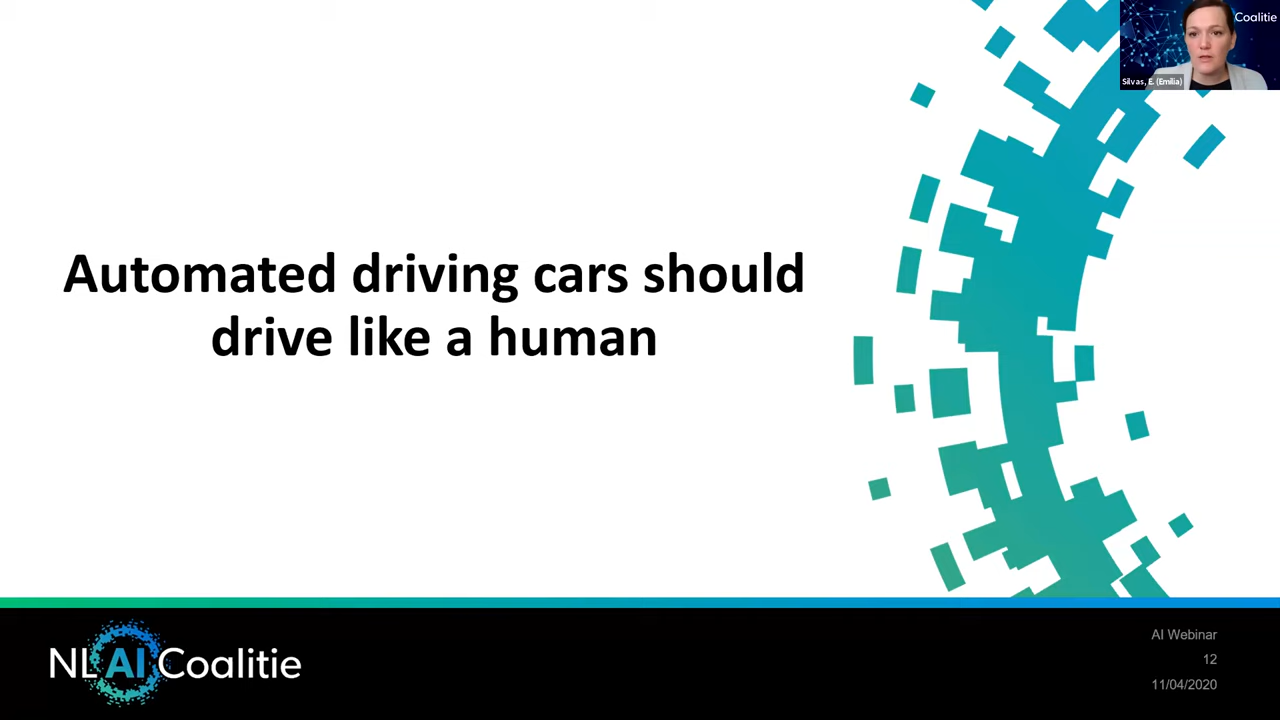 Coalitie
Silvas, E. (Emilia)
Automated driving cars should
drive like a human
NL AI Coalitie
AI Webinar
12
11/04/2020